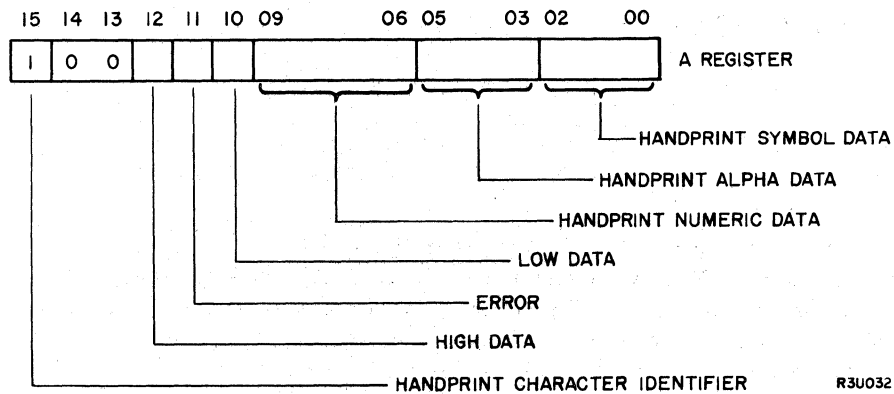 15 14 13 12 11 10 09 06 05 03 02 00
1 0 0 A REGISTER
HANDPRINT SYMBOL DATA
HANDPRINT ALPHA DATA
HANDPRINT NUMERIC DATA
LOW DATA
ERROR
HIGH DATA
HANDPRINT CHARACTER IDENTIFIER R3U032